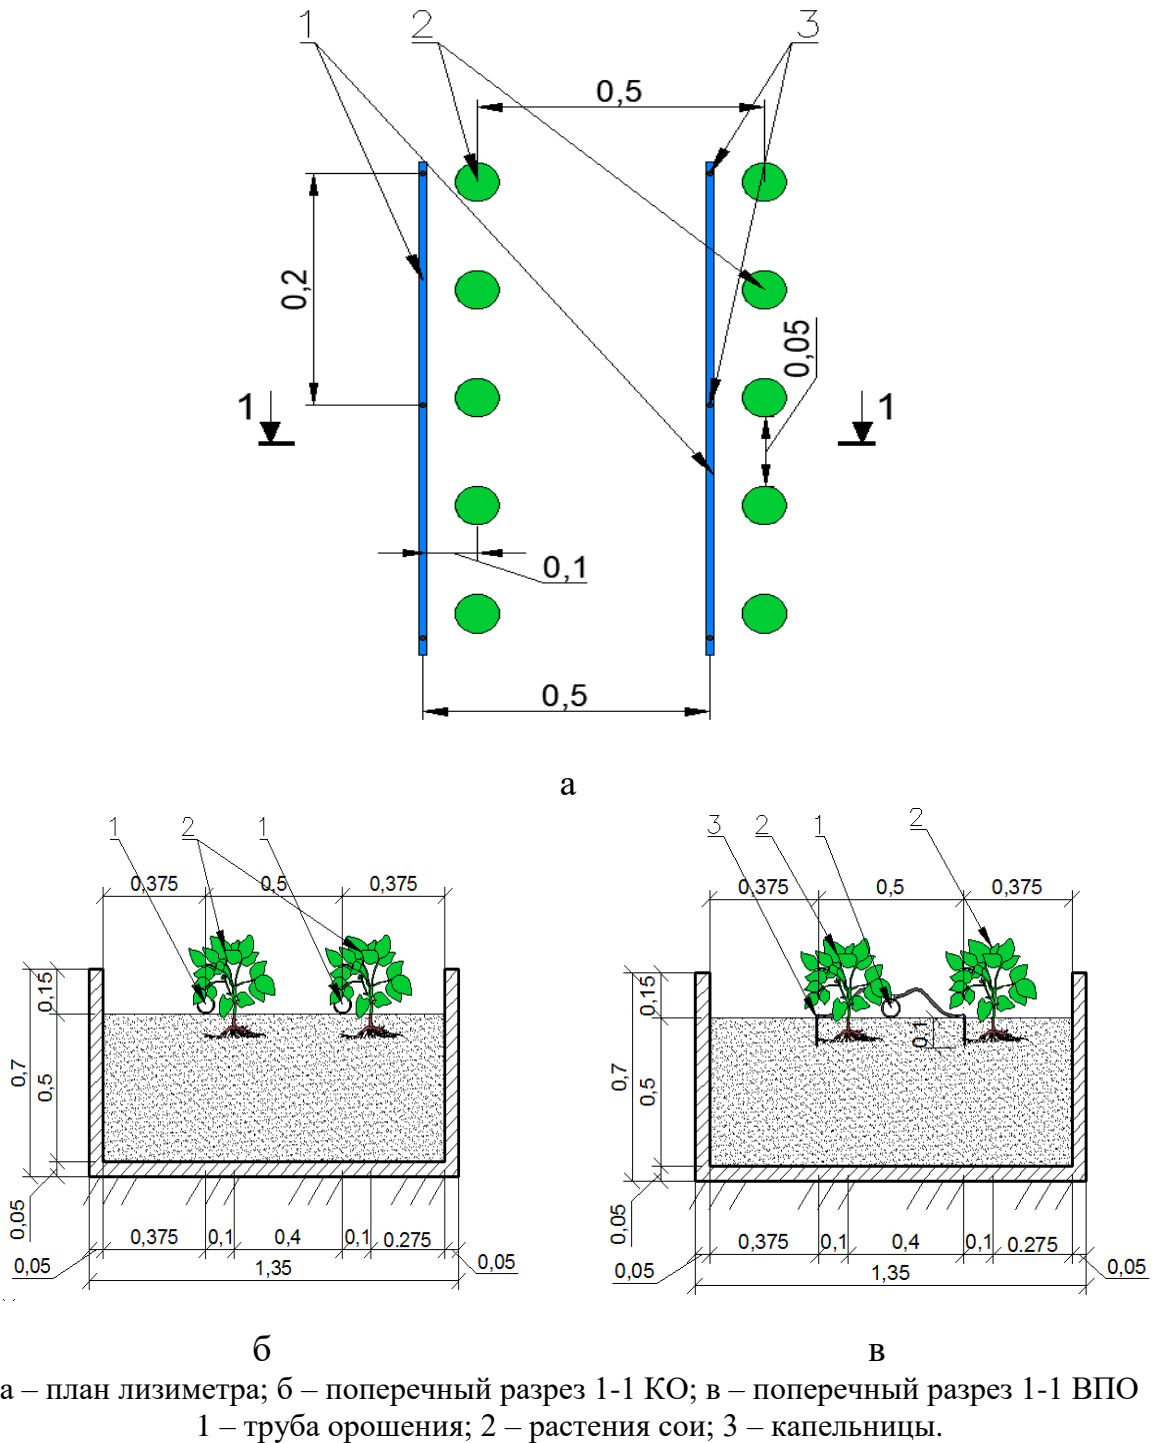 1 2 3
0,5
0,2
0,05
1 1
0,1
0,5
а
1 2 1
0,375 0,5 0,375
0,15
0,7 0,5
0,05
0,375 0,1 0,4 0,1 0.275
0,05 0,05
1,35
3 2 1 2
0,375 0,5 0,375
0,15
0,1
0,7 0,5
0,05
0,375 0,1 0,4 0,1 0.275
0,05 0,05
1,35
б в
а – план лизиметра; б – поперечный разрез 1-1 КО; в – поперечный разрез 1-1 ВПО
1 – труба орошения; 2 – растения сои; 3 – капельницы.